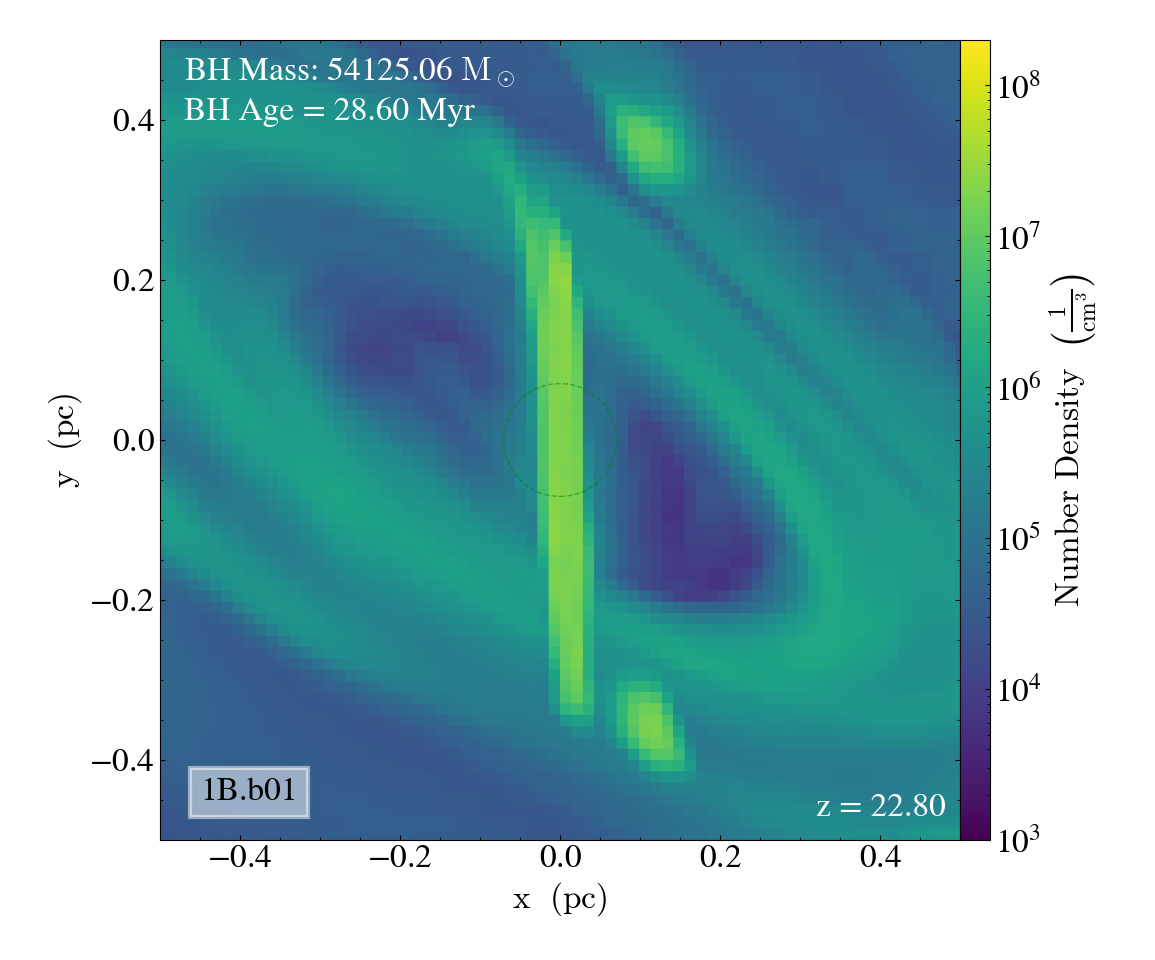 BH Mass: 54125.06 M⊙
BH Age = 28.60 Myr
1B.b01
z = 22.80
0.4
0.2
0.0
−0.2
−0.4
y (pc)
−0.4
−0.2
0.0
0.2
0.4
x (pc)
10⁸
10⁷
10⁶
10⁵
10⁴
10³
Number Density (1/cm³)